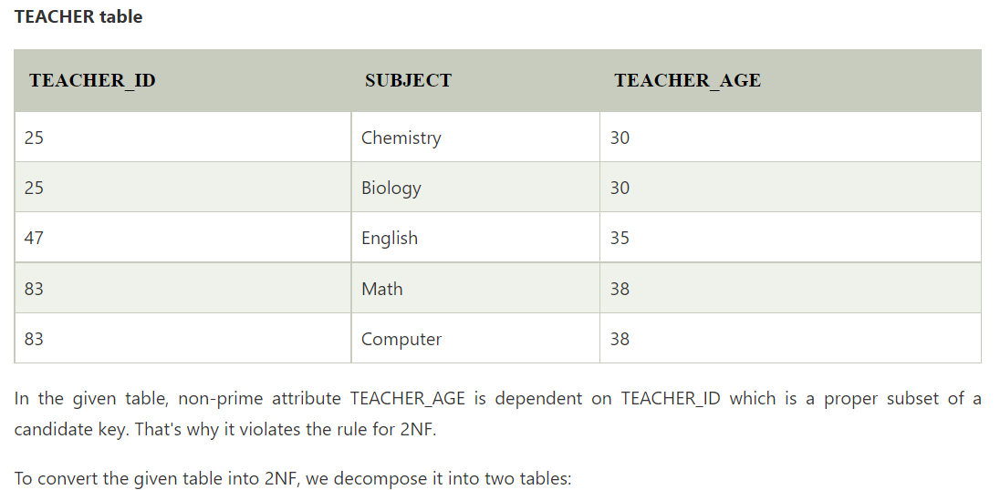 TEACHER table
TEACHER_ID SUBJECT TEACHER_AGE
25 Chemistry 30
25 Biology 30
47 English 35
83 Math 38
83 Computer 38
In the given table, non-prime attribute TEACHER_AGE is dependent on TEACHER_ID which is a proper subset of a
candidate key. That's why it violates the rule for 2NF.
To convert the given table into 2NF, we decompose it into two tables: